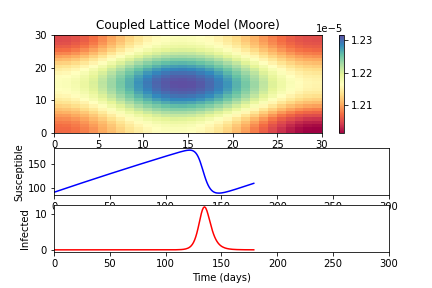 Coupled Lattice Model (Moore)
1e−5
30
20
10
0
0 5 10 15 20 25 30
1.23
1.22
1.21
Susceptible
150
100
0 50 100 150 200 250 300
Infected
10
0
0 50 100 150 200 250 300
Time (days)